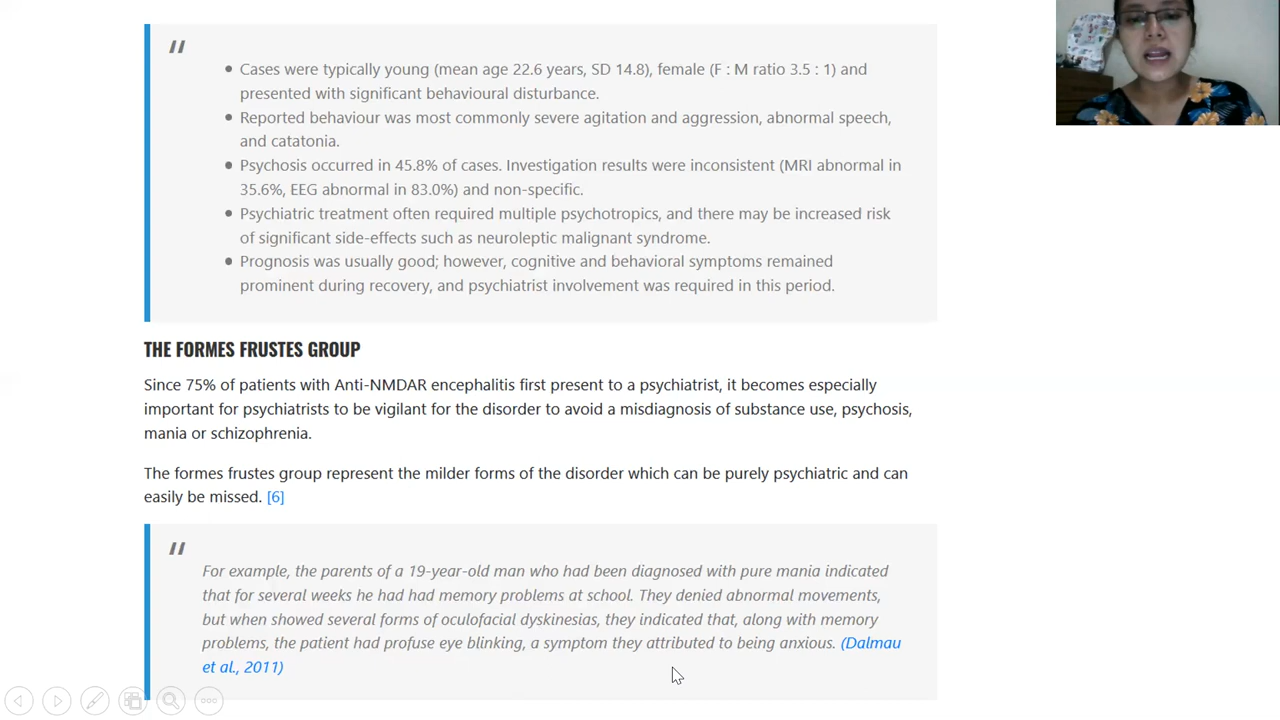 "
• Cases were typically young (mean age 22.6 years, SD 14.8), female (F : M ratio 3.5 : 1) and
presented with significant behavioural disturbance.
• Reported behaviour was most commonly severe agitation and aggression, abnormal speech,
and catatonia.
• Psychosis occurred in 45.8% of cases. Investigation results were inconsistent (MRI abnormal in
35.6%, EEG abnormal in 83.0%) and non-specific.
• Psychiatric treatment often required multiple psychotropics, and there may be increased risk
of significant side-effects such as neuroleptic malignant syndrome.
• Prognosis was usually good; however, cognitive and behavioral symptoms remained
prominent during recovery, and psychiatrist involvement was required in this period.
THE FORMES FRUSTES GROUP
Since 75% of patients with Anti-NMDAR encephalitis first present to a psychiatrist, it becomes especially
important for psychiatrists to be vigilant for the disorder to avoid a misdiagnosis of substance use, psychosis,
mania or schizophrenia.
The formes frustes group represent the milder forms of the disorder which can be purely psychiatric and can
easily be missed. [6]
"
For example, the parents of a 19-year-old man who had been diagnosed with pure mania indicated
that for several weeks he had had memory problems at school. They denied abnormal movements,
but when showed several forms of oculofacial dyskinesias, they indicated that, along with memory
problems, the patient had profuse eye blinking, a symptom they attributed to being anxious. (Dalmau
et al., 2011)